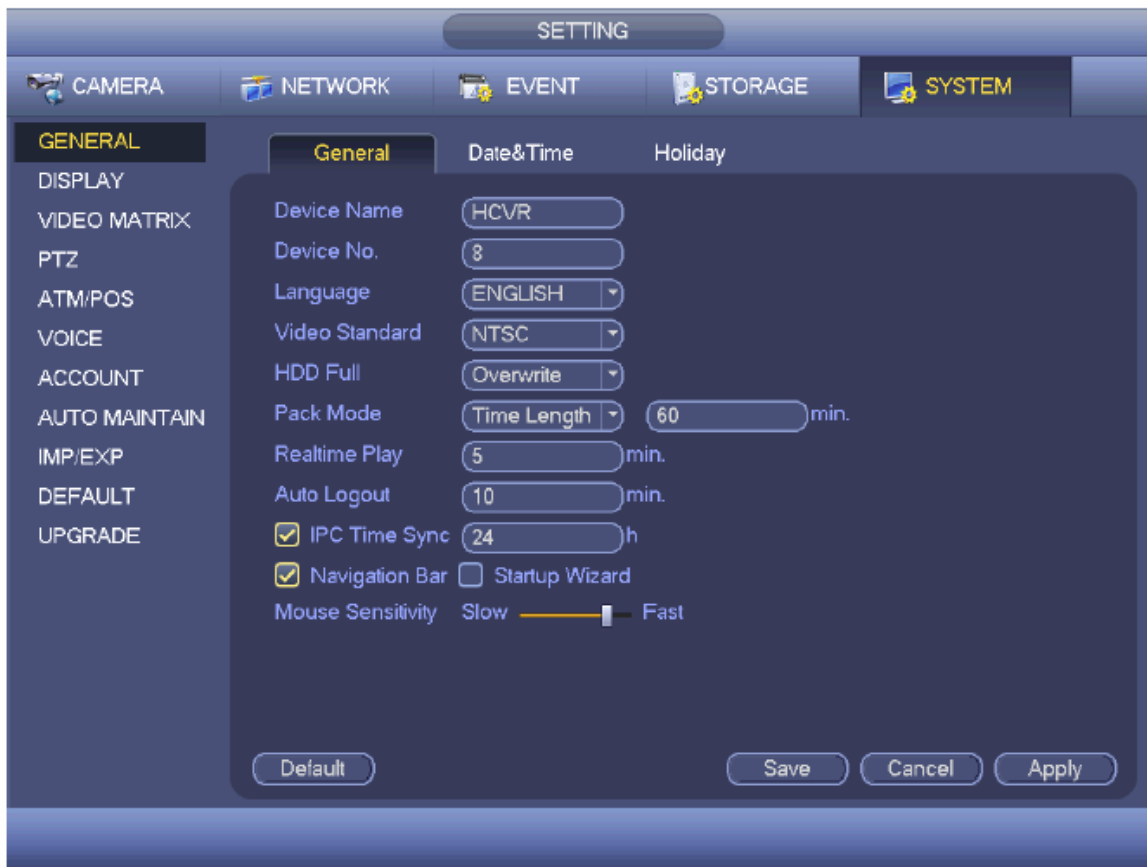 SETTING
CAMERA NETWORK EVENT STORAGE SYSTEM
GENERAL
DISPLAY
VIDEO MATRIX
PTZ
ATM/POS
VOICE
ACCOUNT
AUTO MAINTAIN
IMP/EXP
DEFAULT
UPGRADE
General Date&Time Holiday
Device Name HCVR
Device No. 8
Language ENGLISH
Video Standard NTSC
HDD Full Overwrite
Pack Mode Time Length 60 min.
Realtime Play 5 min.
Auto Logout 10 min.
IPC Time Sync 24 h
Navigation Bar Startup Wizard
Mouse Sensitivity Slow Fast
Default Save Cancel Apply